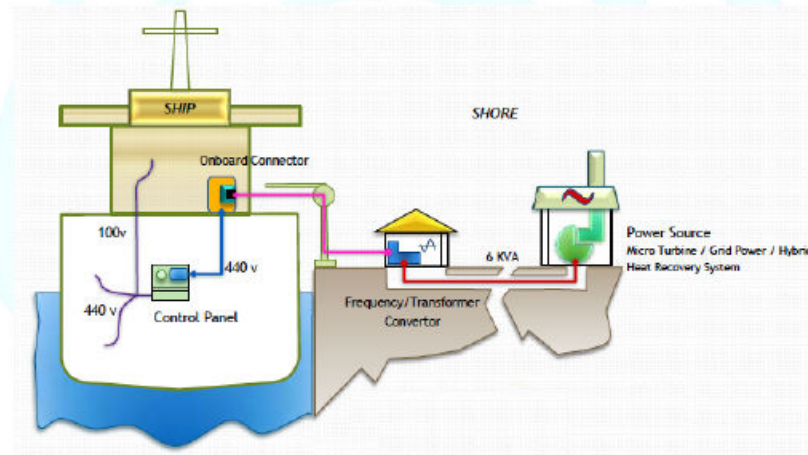 SHIP
SHORE
Onboard Connector
100v
440 v
440 v
Control Panel
6 KVA
Frequency/Transformer
Convertor
Power Source
Micro Turbine / Grid Power / Hybri
Heat Recovery System